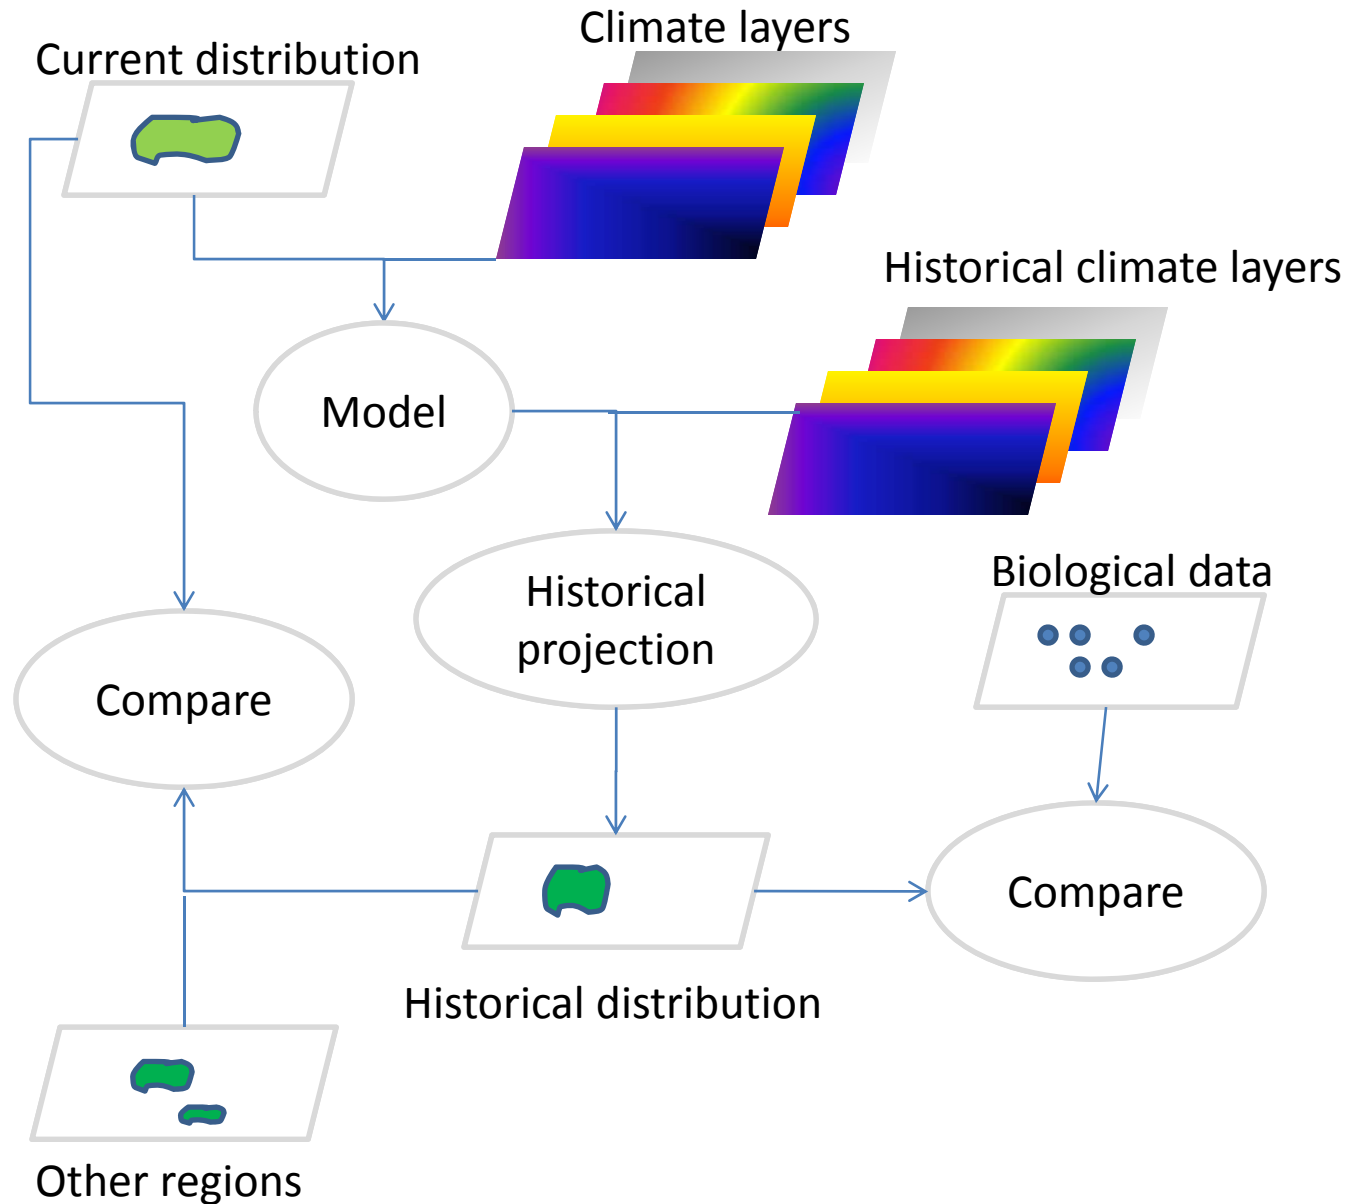 Climate layers
Current distribution
Historical climate layers
Model
Biological data
Historical
projection
Compare
Compare
Historical distribution
Other regions